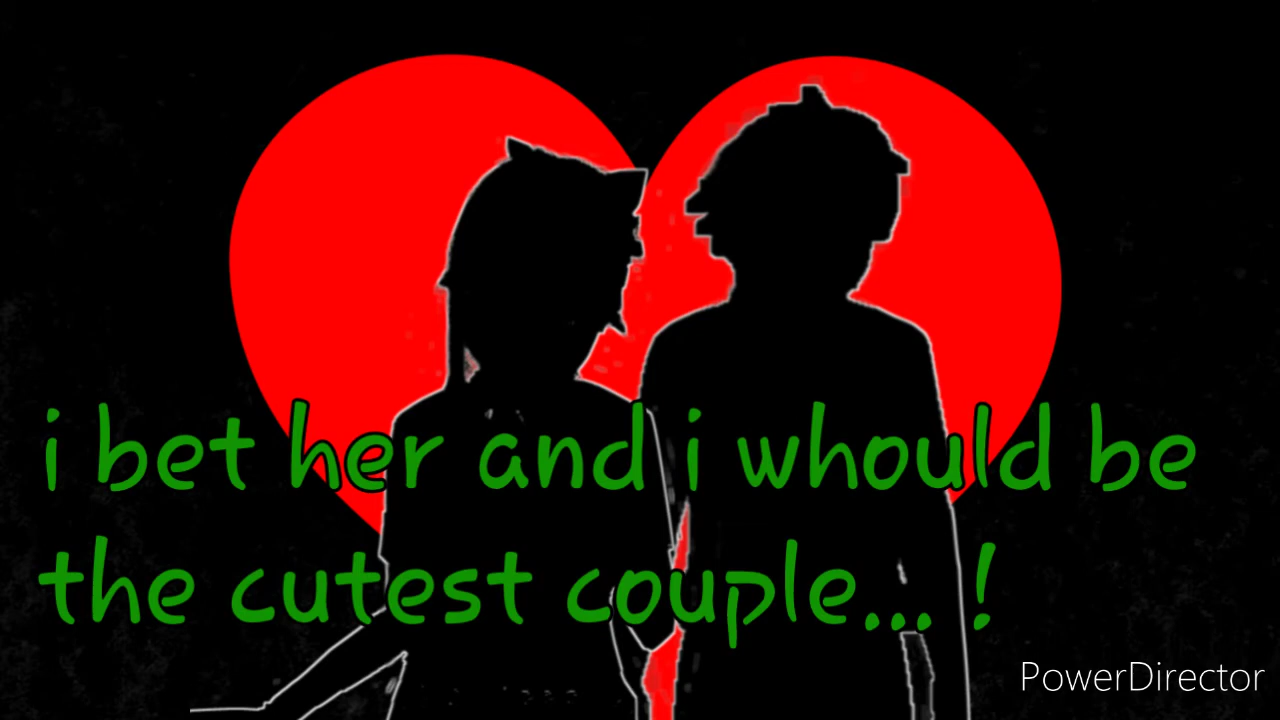 i bet her and i whould be
the cutest couple... !
PowerDirector